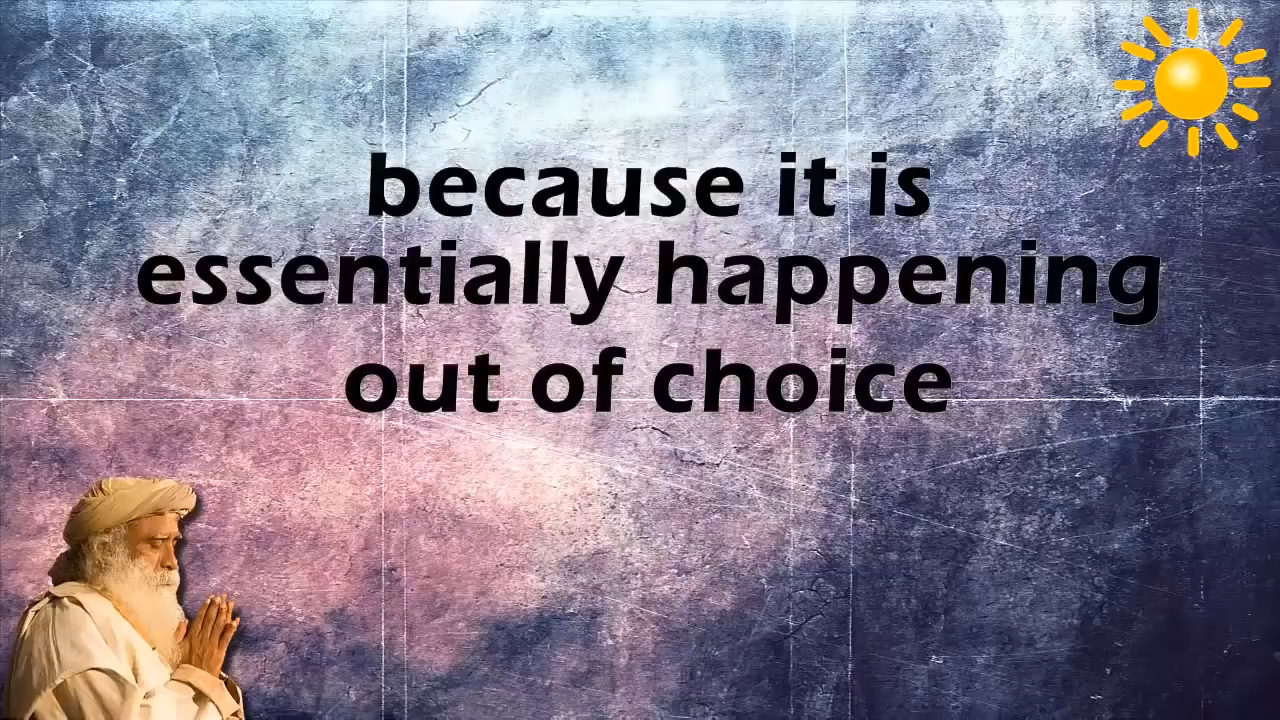 because it is
essentially happening
out of choice